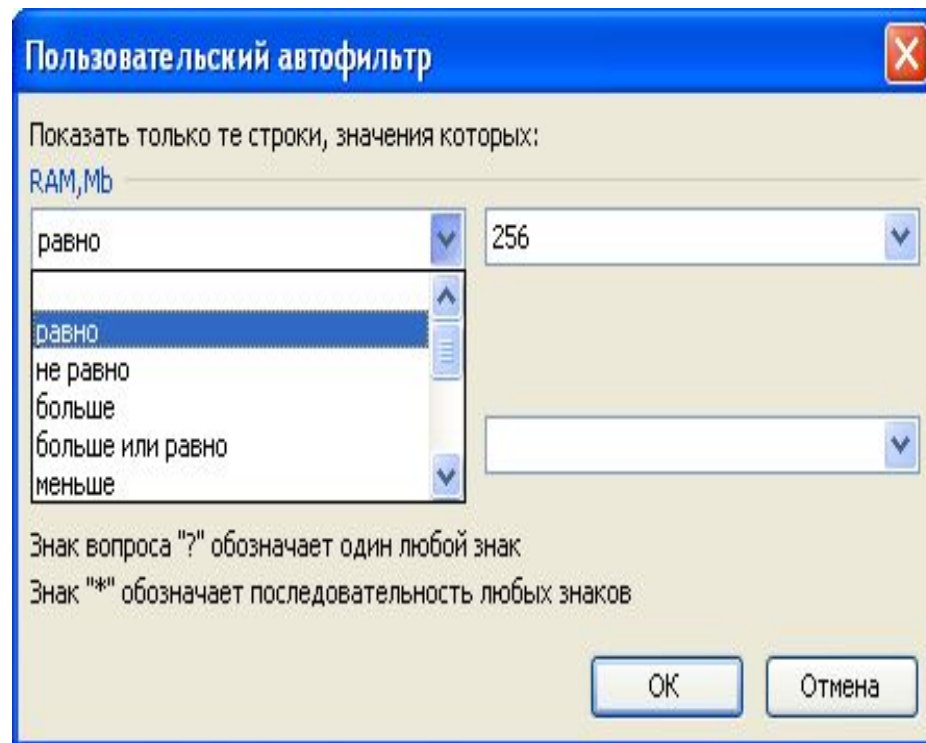 Пользовательский автофильтр
Показать только те строки, значения которых:
RAM,Mb
равно 256
равно
не равно
больше
больше или равно
меньше
Знак вопроса "?" обозначает один любой знак
Знак "*" обозначает последовательность любых знаков
ОК Отмена